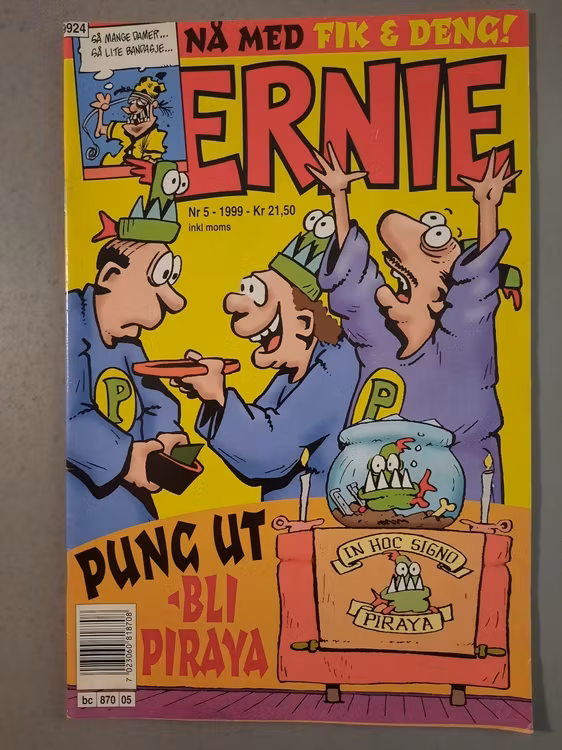 9924
SÅ MANGE DAMER...
SÅ LITE BANDASJE...
NÅ MED FIK & DENG!
ERNIE
Nr 5 - 1999 - Kr 21,50
inkl moms
P
P
PUNG UT
-BLI
PIRAYA
IN HOC SIGNO
PIRAYA
7 023060 818708
bc 870 05